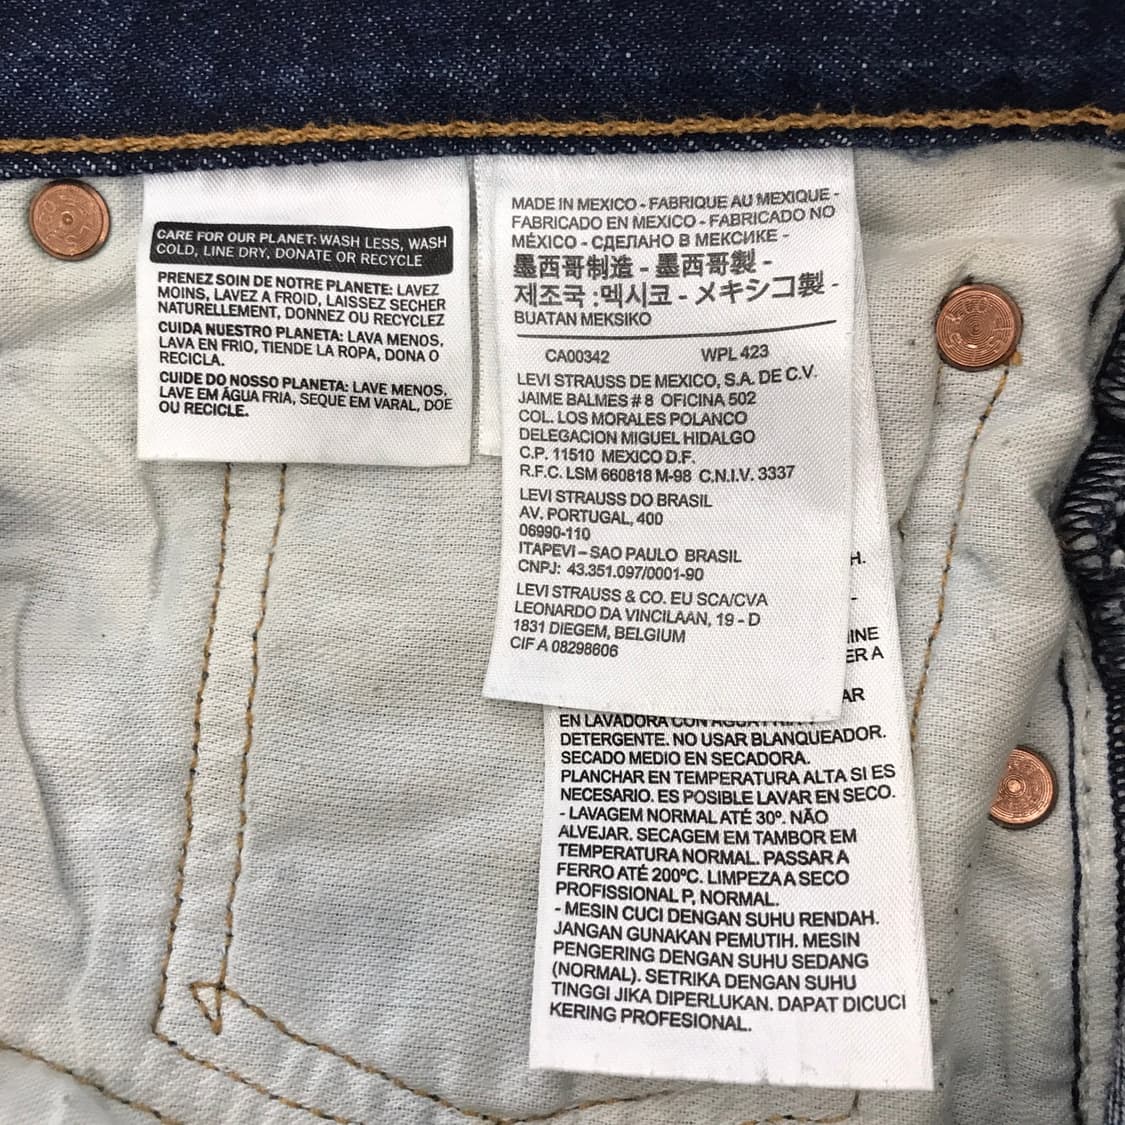 CARE FOR OUR PLANET: WASH LESS, WASH
COLD, LINE DRY, DONATE OR RECYCLE
PRENEZ SOIN DE NOTRE PLANETE: LAVEZ
MOINS, LAVEZ A FROID, LAISSEZ SECHER
NATURELLEMENT, DONNEZ OU RECYCLEZ
CUIDA NUESTRO PLANETA: LAVA MENOS,
LAVA EN FRIO, TIENDE LA ROPA, DONA O
RECICLA.
CUIDE DO NOSSO PLANETA: LAVE MENOS,
LAVE EM ÁGUA FRIA, SEQUE EM VARAL, DOE
OU RECICLE.
MADE IN MEXICO - FABRIQUE AU MEXIQUE -
FABRICADO EN MEXICO - FABRICADO NO
MÉXICO - СДЕЛАНО В МЕКСИКЕ -
墨西哥制造 - 墨西哥製 -
제조국 :멕시코 - メキシコ製 -
BUATAN MEKSIKO
CA00342 WPL 423
LEVI STRAUSS DE MEXICO, S.A. DE C.V.
JAIME BALMES # 8 OFICINA 502
COL. LOS MORALES POLANCO
DELEGACION MIGUEL HIDALGO
C.P. 11510 MEXICO D.F.
R.F.C. LSM 660818 M-98 C.N.I.V. 3337
LEVI STRAUSS DO BRASIL
AV. PORTUGAL, 400
06990-110
ITAPEVI – SAO PAULO BRASIL
CNPJ: 43.351.097/0001-90
LEVI STRAUSS & CO. EU SCA/CVA
LEONARDO DA VINCILAAN, 19 - D
1831 DIEGEM, BELGIUM
CIF A 08298606
H.
-
INE
ER A
AR
EN LAVADORA CON AGUA FRIA Y
DETERGENTE. NO USAR BLANQUEADOR.
SECADO MEDIO EN SECADORA.
PLANCHAR EN TEMPERATURA ALTA SI ES
NECESARIO. ES POSIBLE LAVAR EN SECO.
- LAVAGEM NORMAL ATÉ 30º. NÃO
ALVEJAR. SECAGEM EM TAMBOR EM
TEMPERATURA NORMAL. PASSAR A
FERRO ATÉ 200ºC. LIMPEZA A SECO
PROFISSIONAL P, NORMAL.
- MESIN CUCI DENGAN SUHU RENDAH.
JANGAN GUNAKAN PEMUTIH. MESIN
PENGERING DENGAN SUHU SEDANG
(NORMAL). SETRIKA DENGAN SUHU
TINGGI JIKA DIPERLUKAN. DAPAT DICUCI
KERING PROFESIONAL.